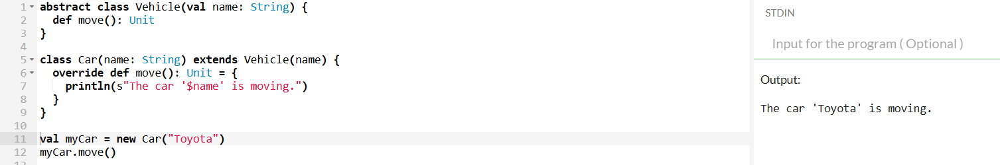 1 abstract class Vehicle(val name: String) {
2   def move(): Unit
3 }
4
5 class Car(name: String) extends Vehicle(name) {
6   override def move(): Unit = {
7     println(s"The car '$name' is moving.")
8   }
9 }
10
11 val myCar = new Car("Toyota")
12 myCar.move()
STDIN
Input for the program ( Optional )
Output:
The car 'Toyota' is moving.